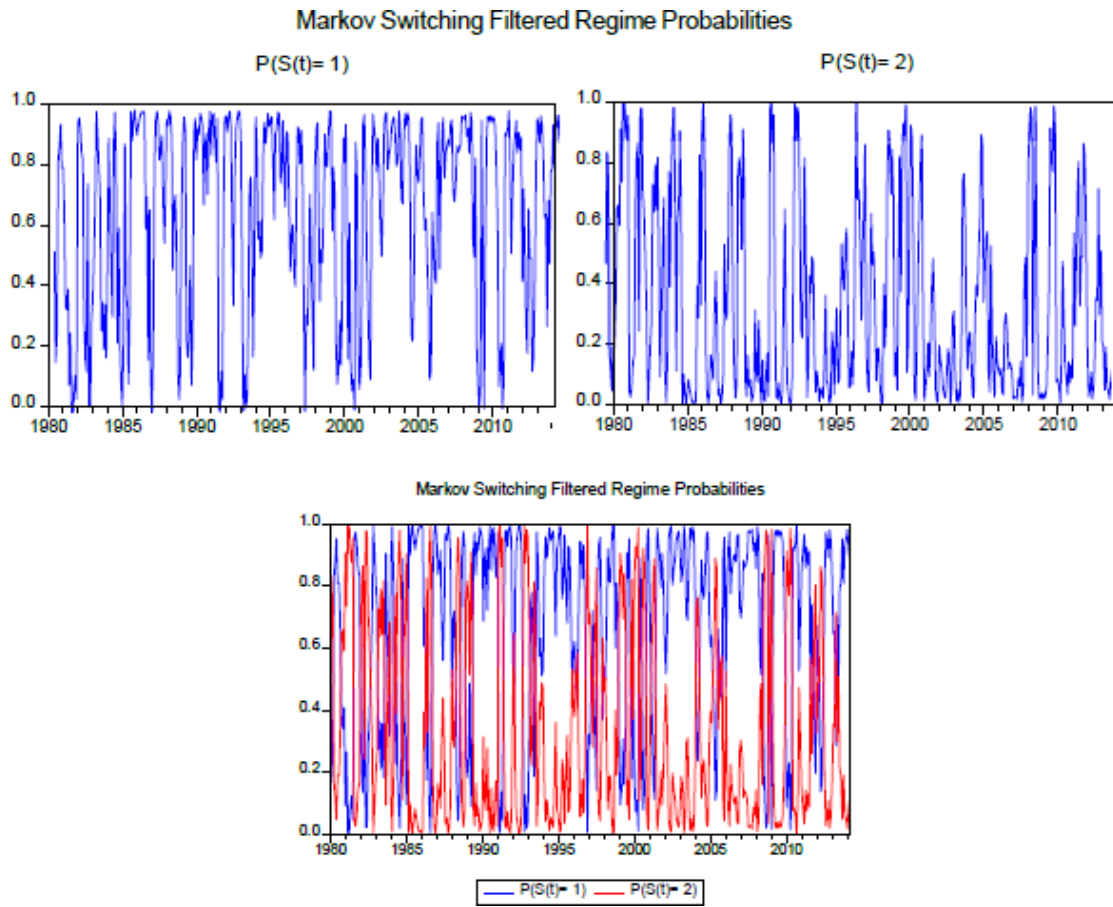 Markov Switching Filtered Regime Probabilities
P(S(t)= 1)
1.0
0.8
0.6
0.4
0.2
0.0
1980 1985 1990 1995 2000 2005 2010
P(S(t)= 2)
1.0
0.8
0.6
0.4
0.2
0.0
1980 1985 1990 1995 2000 2005 2010
Markov Switching Filtered Regime Probabilities
1.0
0.8
0.6
0.4
0.2
0.0
1980 1985 1990 1995 2000 2005 2010
P(S(t)= 1) P(S(t)= 2)